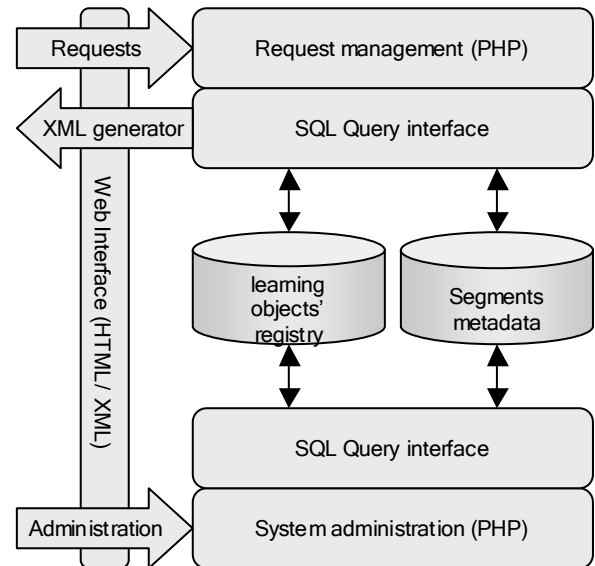 Requests
Request management (PHP)
XML generator
SQL Query interface
Web Interface (HTML/ XML)
learning
objects’
registry
Segments
metadata
SQL Query interface
Administration
System administration (PHP)